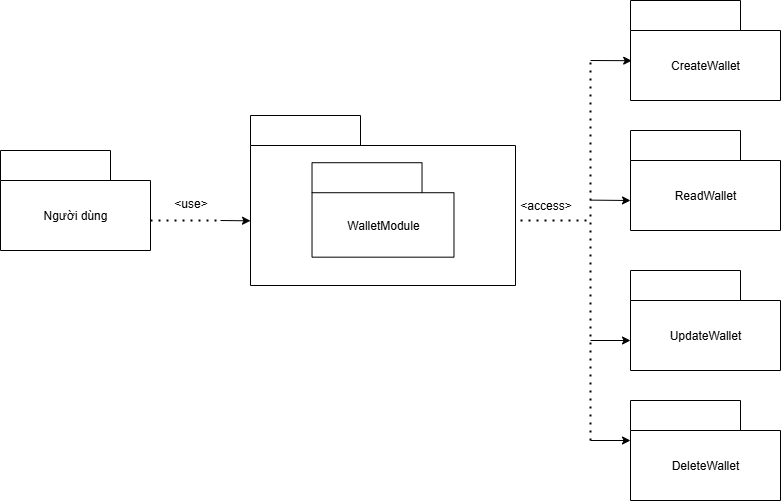 Người dùng
<use>
WalletModule
<access>
CreateWallet
ReadWallet
UpdateWallet
DeleteWallet